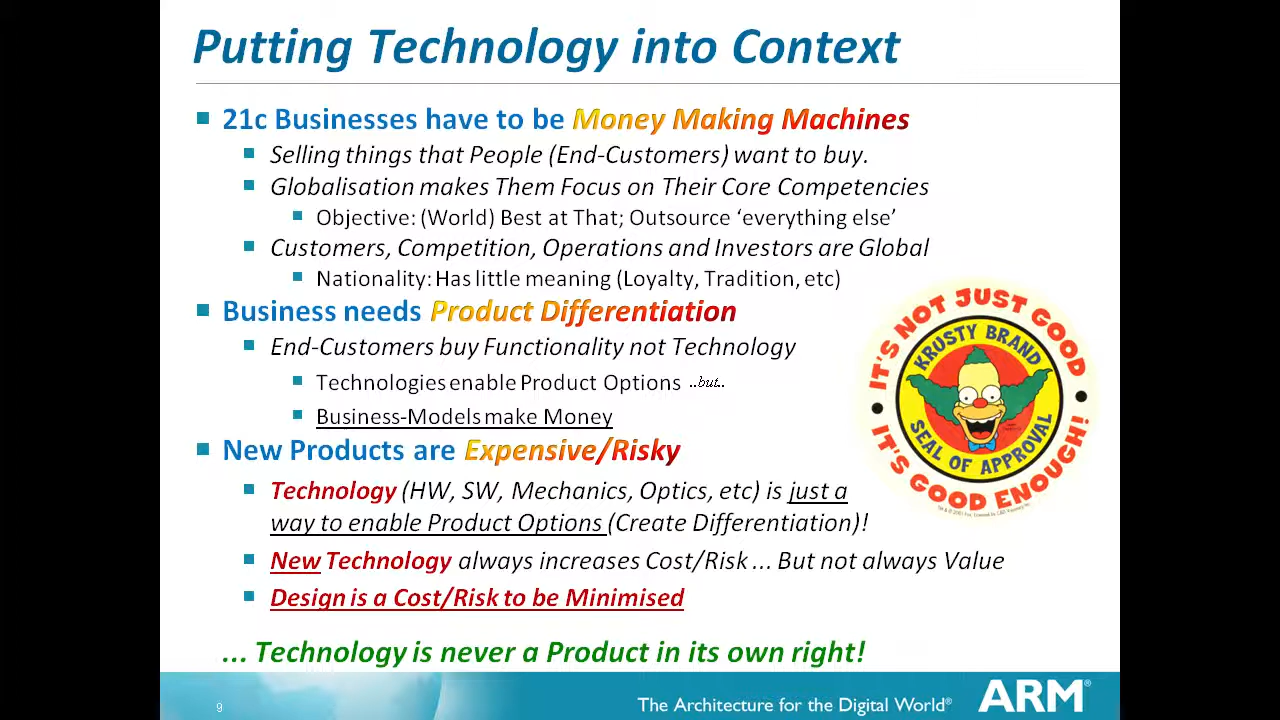 Putting Technology into Context
21c Businesses have to be Money Making Machines
Selling things that People (End-Customers) want to buy.
Globalisation makes Them Focus on Their Core Competencies
Objective: (World) Best at That; Outsource ‘everything else’
Customers, Competition, Operations and Investors are Global
Nationality: Has little meaning (Loyalty, Tradition, etc)
Business needs Product Differentiation
End-Customers buy Functionality not Technology
Technologies enable Product Options ..but..
Business-Models make Money
IT'S NOT JUST GOOD
KRUSTY BRAND
SEAL OF APPROVAL
IT'S GOOD ENOUGH!
New Products are Expensive/Risky
Technology (HW, SW, Mechanics, Optics, etc) is just a
way to enable Product Options (Create Differentiation)!
New Technology always increases Cost/Risk ... But not always Value
Design is a Cost/Risk to be Minimised
... Technology is never a Product in its own right!
9
The Architecture for the Digital World®
ARM®